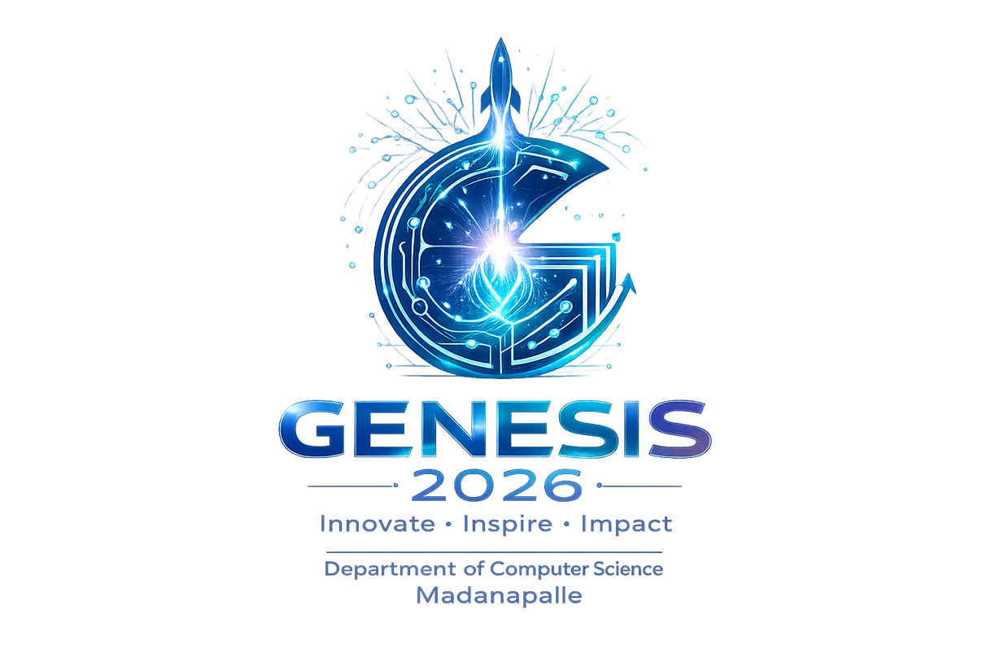 GENESIS
2026
Innovate • Inspire • Impact
Department of Computer Science
Madanapalle